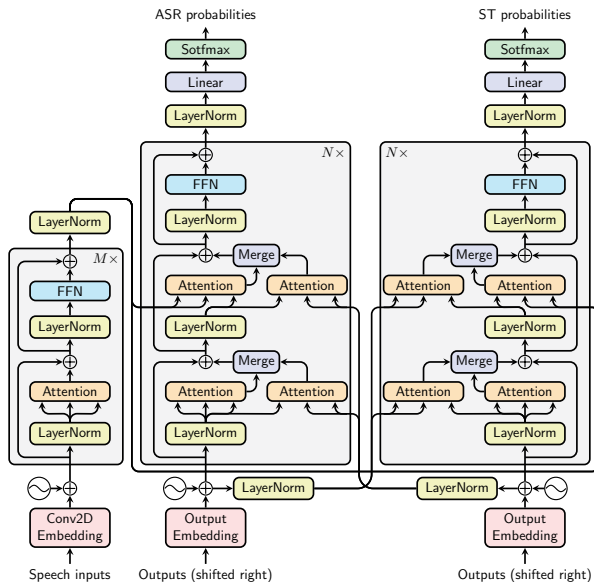 ASR probabilities
ST probabilities
Sotfmax
Sotfmax
Linear
Linear
LayerNorm
LayerNorm
N×
N×
FFN
FFN
LayerNorm
LayerNorm
LayerNorm
M×
Merge
Merge
FFN
Attention
Attention
Attention
Attention
LayerNorm
LayerNorm
LayerNorm
Merge
Merge
Attention
Attention
Attention
Attention
Attention
LayerNorm
LayerNorm
LayerNorm
LayerNorm
LayerNorm
Conv2D
Embedding
Output
Embedding
Output
Embedding
Speech inputs
Outputs (shifted right)
Outputs (shifted right)